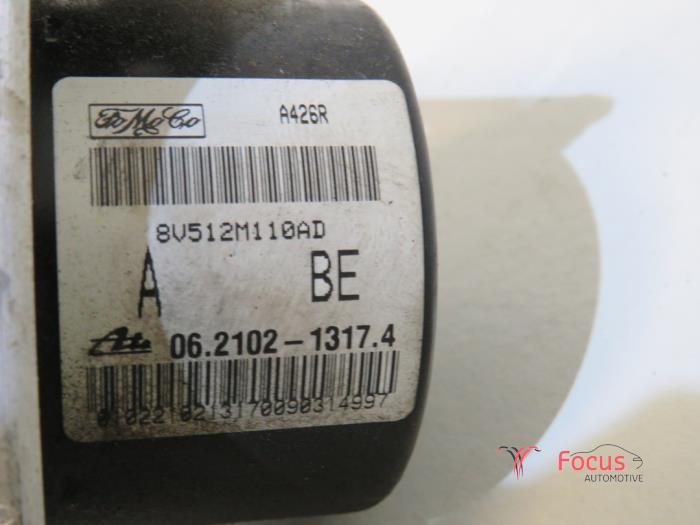 FoMoCo A426R
8V512M110AD
A BE
Ate 06.2102-1317.4
Focus
AUTOMOTIVE